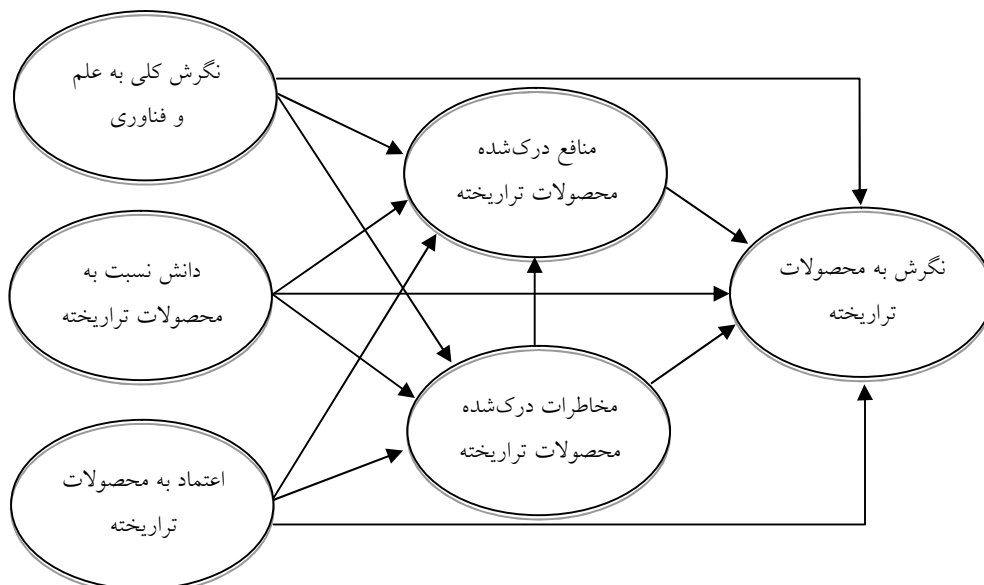 نگرش کلی به علم
و فناوری
منافع درک‌شده
محصولات تراریخته
دانش نسبت به
محصولات تراریخته
نگرش به محصولات
تراریخته
مخاطرات درک‌شده
محصولات تراریخته
اعتماد به محصولات
تراریخته